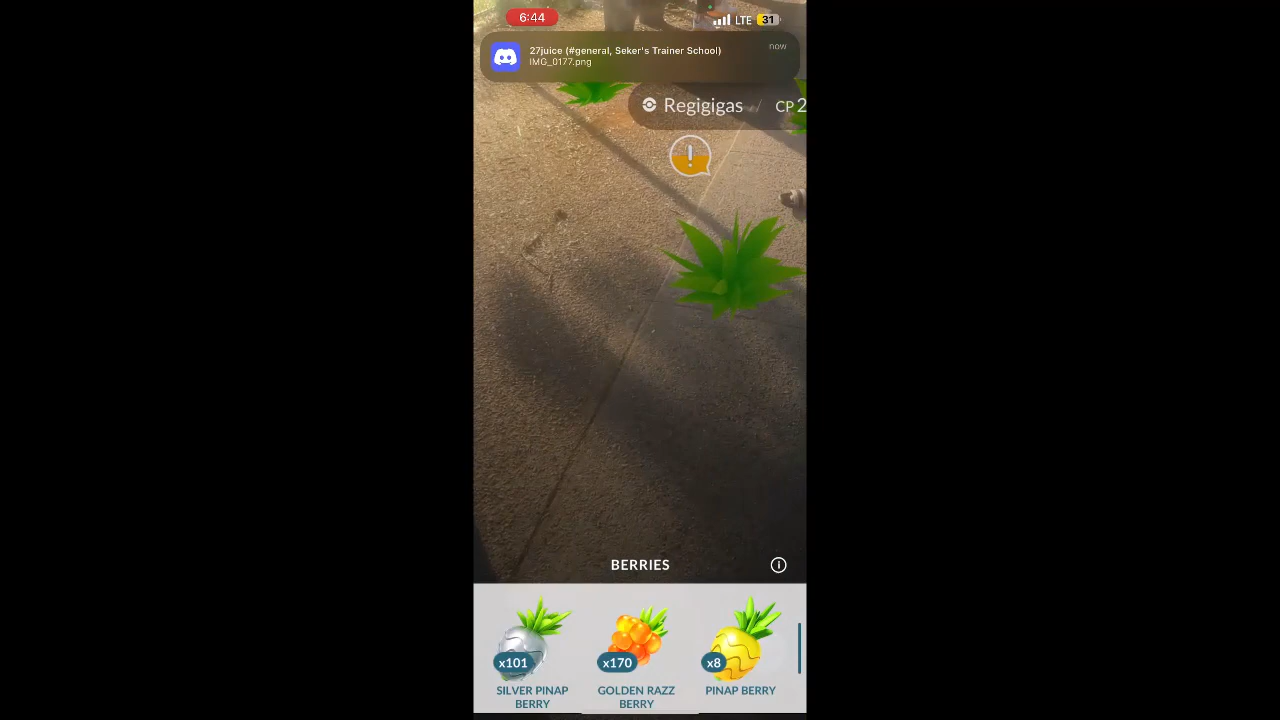 6:44
LTE
31
27juice (#general, Seker's Trainer School)
now
IMG_0177.png
Regigigas / CP 2
!
BERRIES
i
x101
x170
x8
SILVER PINAP BERRY
GOLDEN RAZZ BERRY
PINAP BERRY